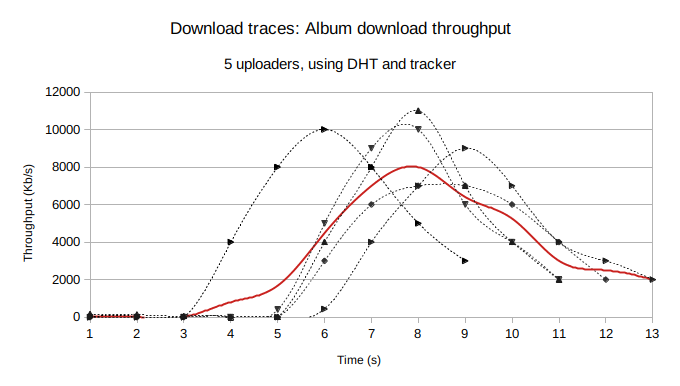 Download traces: Album download throughput
5 uploaders, using DHT and tracker
12000
10000
8000
6000
4000
2000
0
Throughput (Kb/s)
1 2 3 4 5 6 7 8 9 10 11 12 13
Time (s)